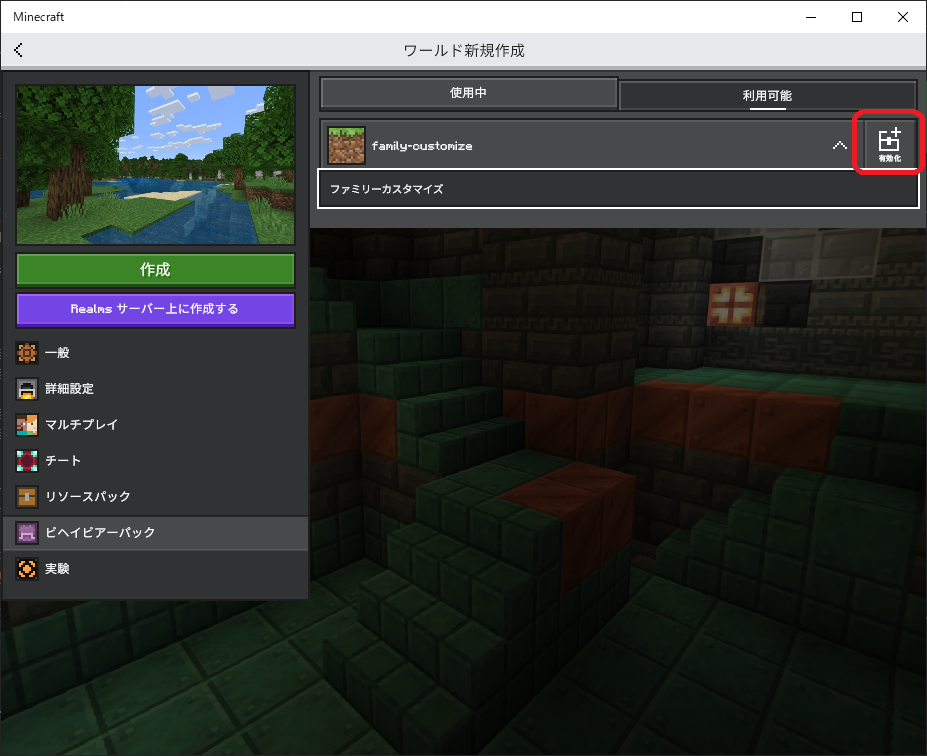 Minecraft
ワールド新規作成
作成
Realms サーバー上に作成する
一般
詳細設定
マルチプレイ
チート
リソースパック
ビヘイビアーパック
実験
使用中
利用可能
family-customize
有効化
ファミリーカスタマイズ